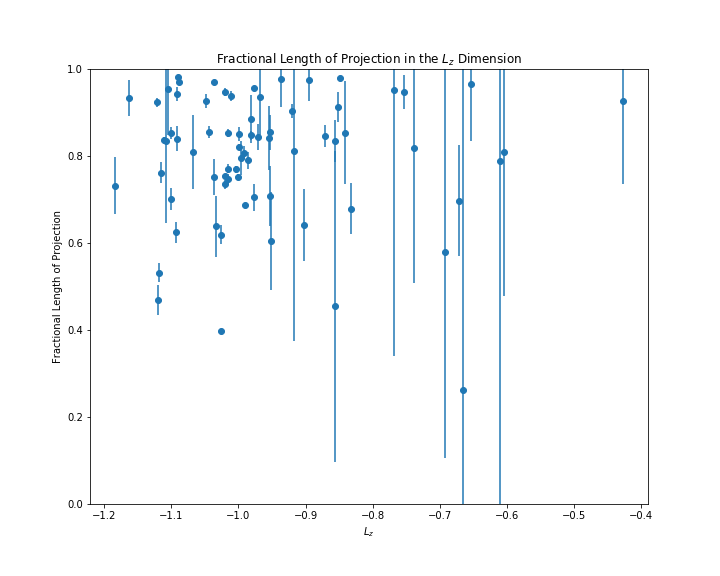 Fractional Length of Projection in the $L_z$ Dimension
Fractional Length of Projection
1.0
0.8
0.6
0.4
0.2
0.0
−1.2 −1.1 −1.0 −0.9 −0.8 −0.7 −0.6 −0.5 −0.4
$L_z$